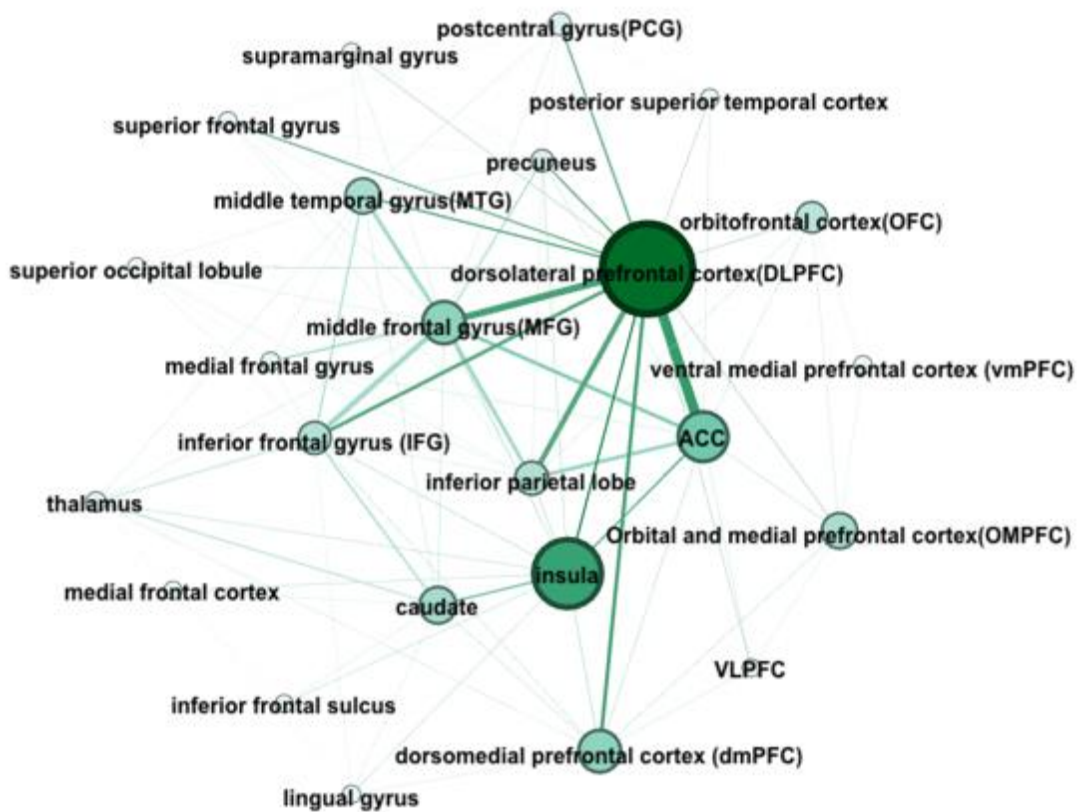 postcentral gyrus(PCG)
supramarginal gyrus
posterior superior temporal cortex
superior frontal gyrus
precuneus
middle temporal gyrus(MTG)
orbitofrontal cortex(OFC)
superior occipital lobule
dorsolateral prefrontal cortex(DLPFC)
middle frontal gyrus(MFG)
medial frontal gyrus
ventral medial prefrontal cortex (vmPFC)
inferior frontal gyrus (IFG)
ACC
inferior parietal lobe
thalamus
Orbital and medial prefrontal cortex(OMPFC)
insula
medial frontal cortex
caudate
VLPFC
inferior frontal sulcus
dorsomedial prefrontal cortex (dmPFC)
lingual gyrus